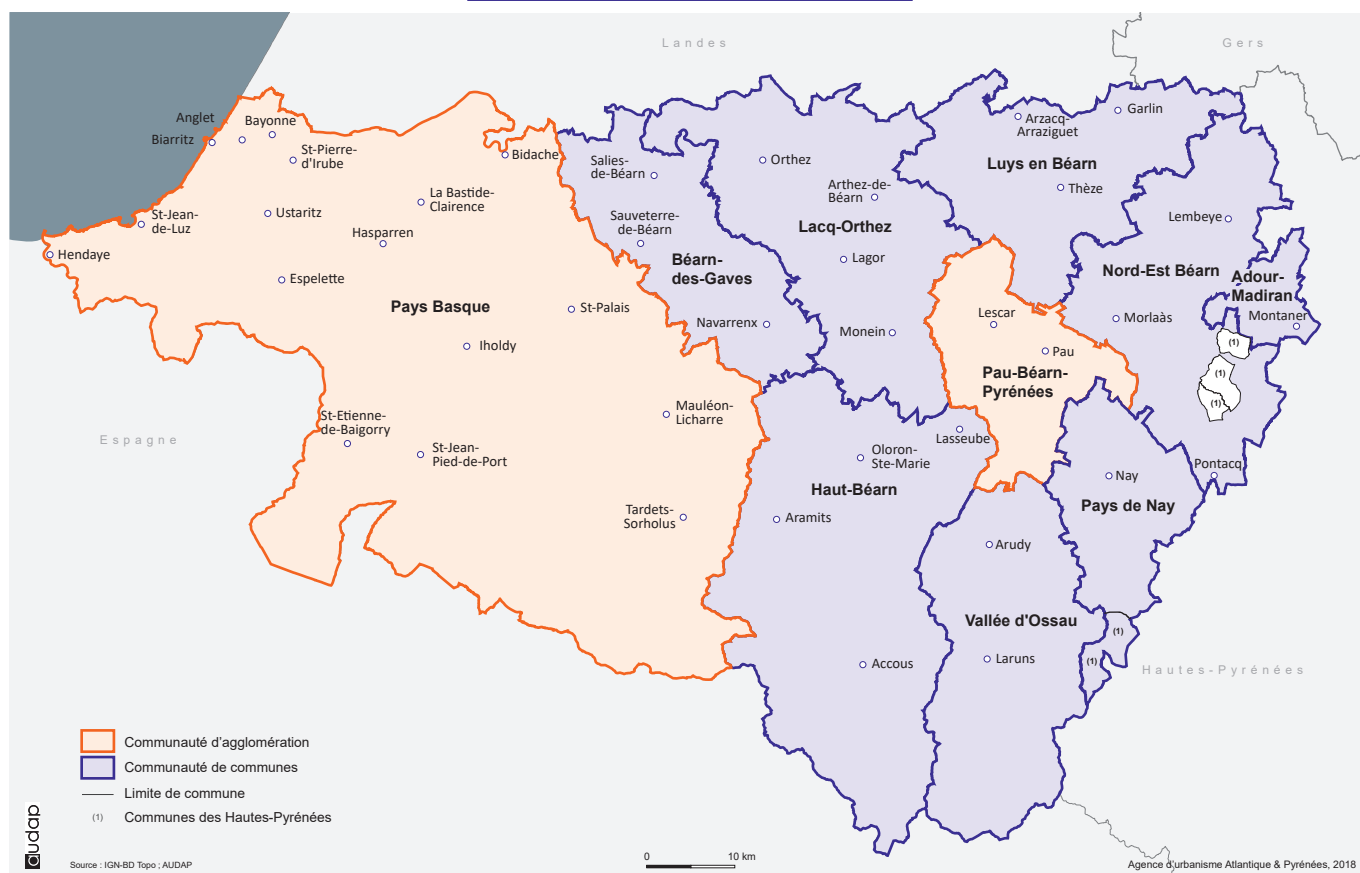 Landes
Gers
Anglet
Bayonne
Biarritz
St-Pierre-
d'Irube
Bidache
Salies-
de-Béarn
Orthez
Arzacq-
Arraziguet
Garlin
Luys en Béarn
La Bastide-
Clairence
Arthez-de-
Béarn
Thèze
St-Jean-
de-Luz
Ustaritz
Sauveterre-
de-Béarn
Lacq-Orthez
Lembeye
Hasparren
Hendaye
Béarn-
des-Gaves
Lagor
Nord-Est Béarn
Adour-
Madiran
Espelette
Pays Basque
St-Palais
Navarrenx
Monein
Lescar
Morlaàs
Montaner
Iholdy
Pau
(1)
Pau-Béarn-
Pyrénées
(1)
(1)
St-Etienne-
de-Baigorry
Mauléon-
Licharre
Espagne
St-Jean-
Pied-de-Port
Oloron-
Ste-Marie
Lasseube
Pontacq
Nay
Haut-Béarn
Pays de Nay
Tardets-
Sorholus
Aramits
Arudy
Vallée d'Ossau
(1)
Accous
Laruns
(1)
Hautes-Pyrénées
Communauté d'agglomération
Communauté de communes
Limite de commune
(1) Communes des Hautes-Pyrénées
audap
Source : IGN-BD Topo ; AUDAP
0 10 km
Agence d'urbanisme Atlantique & Pyrénées, 2018